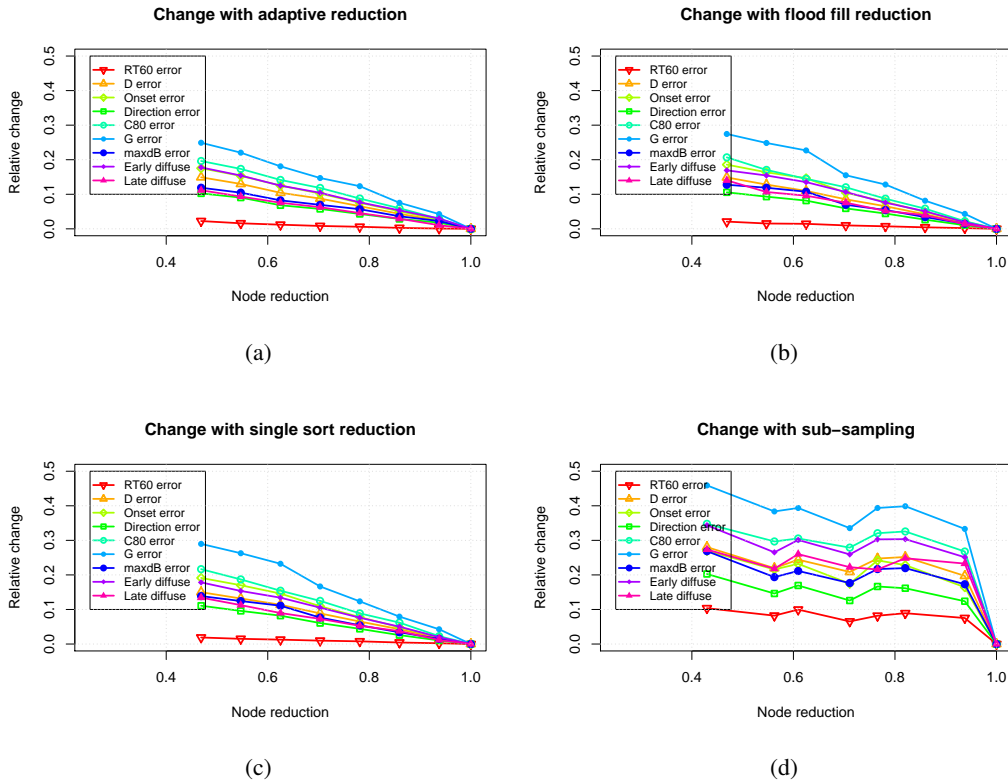 Change with adaptive reduction
0.5
0.4
0.3
0.2
0.1
0.0
Relative change
RT60 error
D error
Onset error
Direction error
C80 error
G error
maxdB error
Early diffuse
Late diffuse
0.4 0.6 0.8 1.0
Node reduction
(a)
Change with flood fill reduction
0.5
0.4
0.3
0.2
0.1
0.0
Relative change
RT60 error
D error
Onset error
Direction error
C80 error
G error
maxdB error
Early diffuse
Late diffuse
0.4 0.6 0.8 1.0
Node reduction
(b)
Change with single sort reduction
0.5
0.4
0.3
0.2
0.1
0.0
Relative change
RT60 error
D error
Onset error
Direction error
C80 error
G error
maxdB error
Early diffuse
Late diffuse
0.4 0.6 0.8 1.0
Node reduction
(c)
Change with sub−sampling
0.5
0.4
0.3
0.2
0.1
0.0
Relative change
RT60 error
D error
Onset error
Direction error
C80 error
G error
maxdB error
Early diffuse
Late diffuse
0.4 0.6 0.8 1.0
Node reduction
(d)